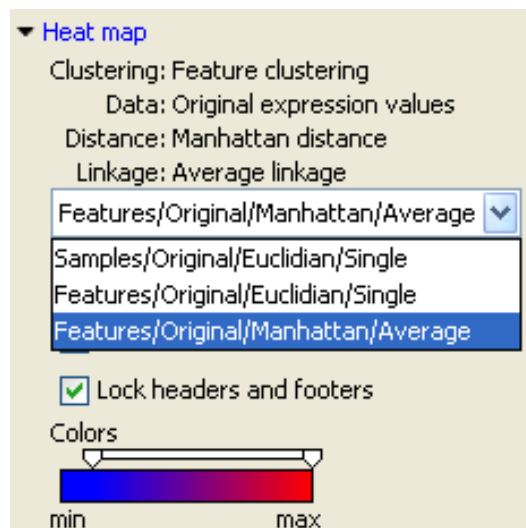 Heat map
Clustering: Feature clustering
Data: Original expression values
Distance: Manhattan distance
Linkage: Average linkage
Features/Original/Manhattan/Average
Samples/Original/Euclidian/Single
Features/Original/Euclidian/Single
Features/Original/Manhattan/Average
Lock headers and footers
Colors
min max